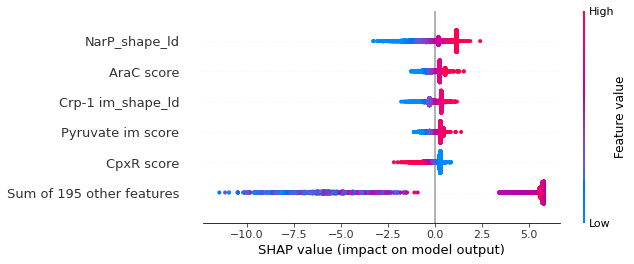 High
NarP_shape_ld
AraC score
Crp-1 im_shape_ld
Pyruvate im score
CpxR score
Sum of 195 other features
Feature value
Low
−10.0 −7.5 −5.0 −2.5 0.0 2.5 5.0
SHAP value (impact on model output)